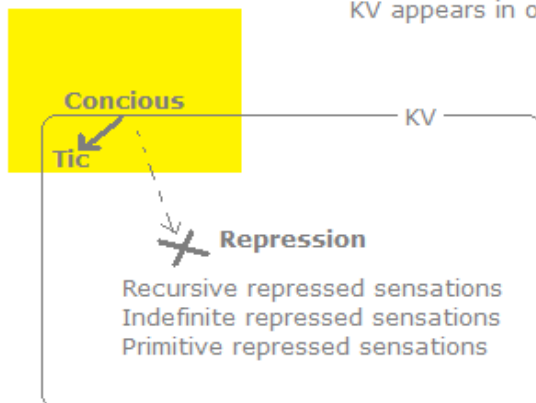 KV appears in o
Concious
KV
Tic
Repression
Recursive repressed sensations
Indefinite repressed sensations
Primitive repressed sensations